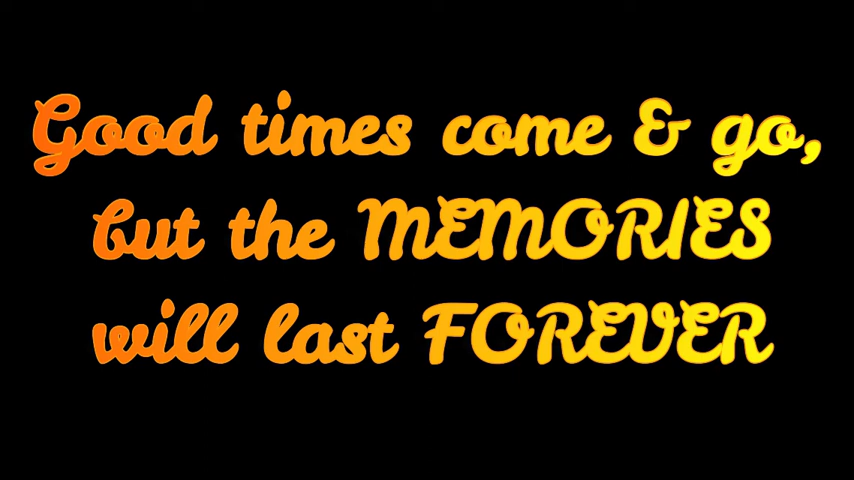 Good times come & go,
but the MEMORIES
will last FOREVER